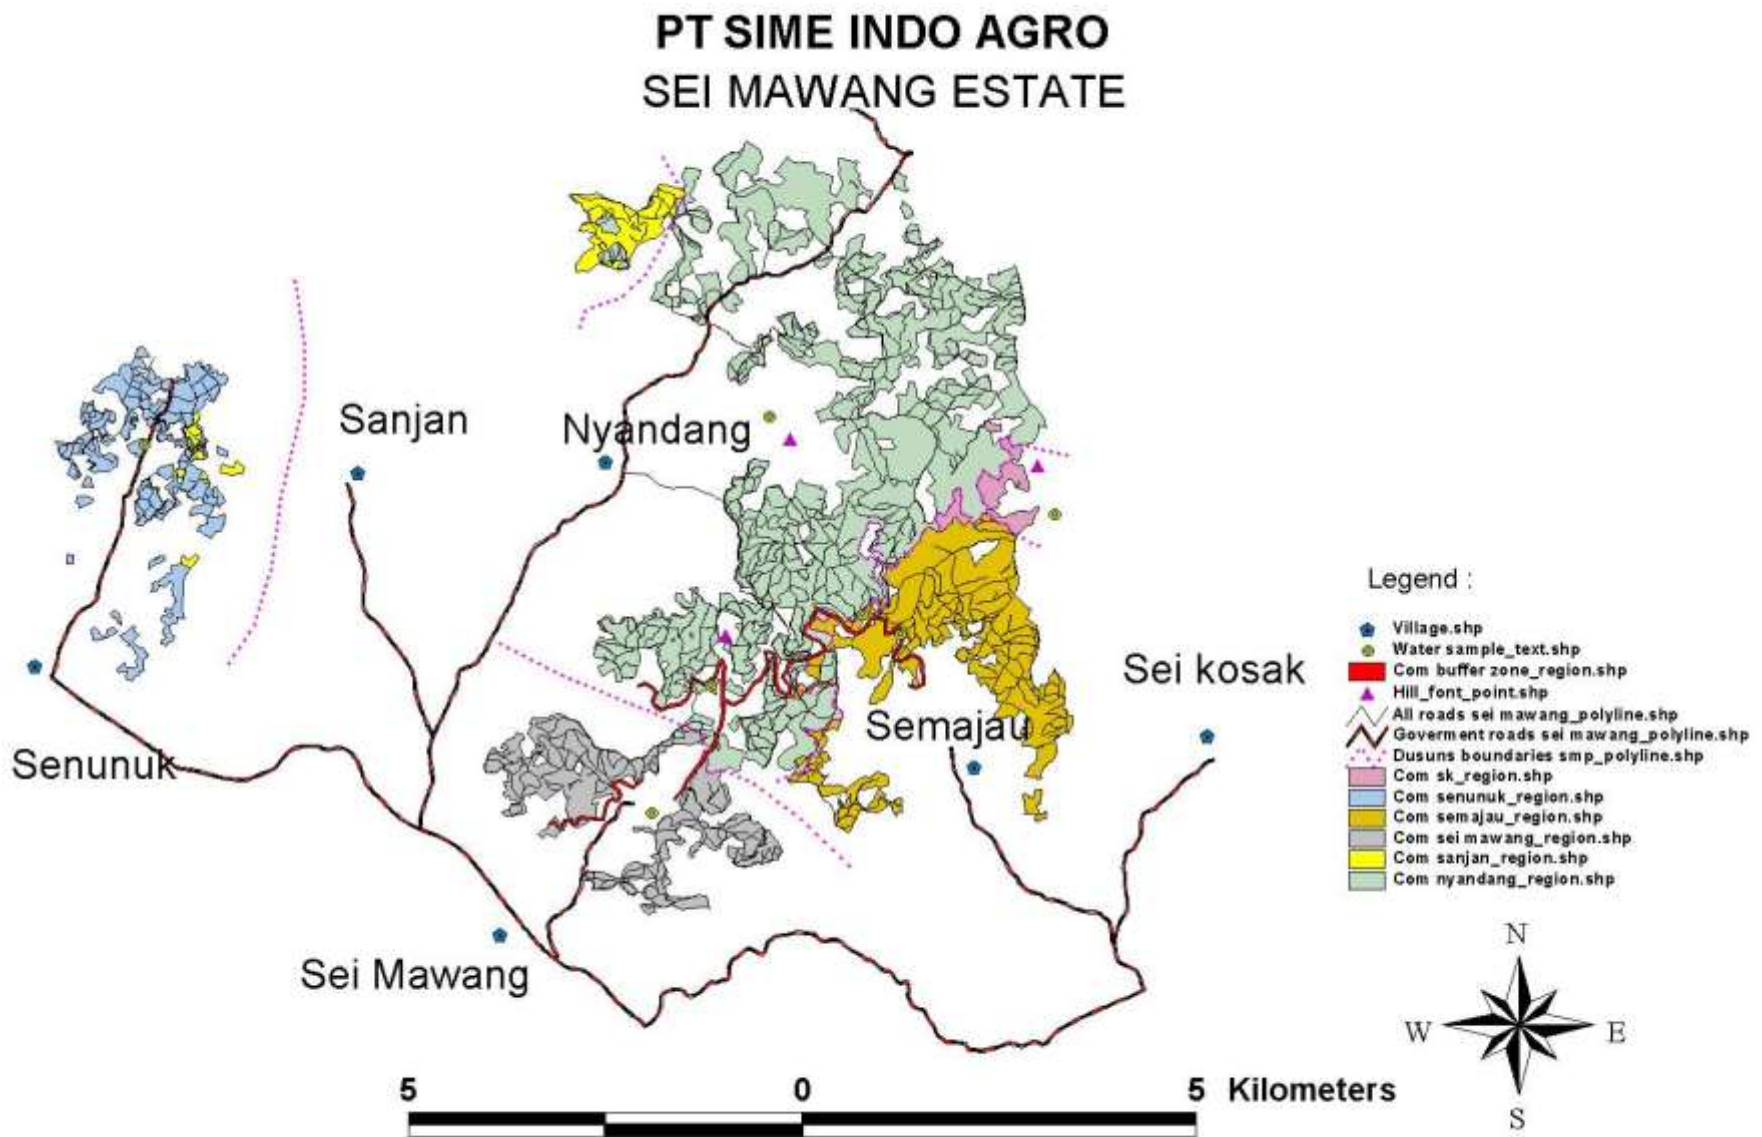 PT SIME INDO AGRO
SEI MAWANG ESTATE
Sanjan
Nyandang
Legend :
Village.shp
Water sample_text.shp
Com buffer zone_region.shp
Hill_font_point.shp
All roads sei mawang_polyline.shp
Goverment roads sei mawang_polyline.shp
Dusuns boundaries smp_polyline.shp
Com sk_region.shp
Com senunuk_region.shp
Com semajau_region.shp
Com sei mawang_region.shp
Com sanjan_region.shp
Com nyandang_region.shp
Sei kosak
Semajau
Senunuk
Sei Mawang
N
W E
S
5 0 5 Kilometers